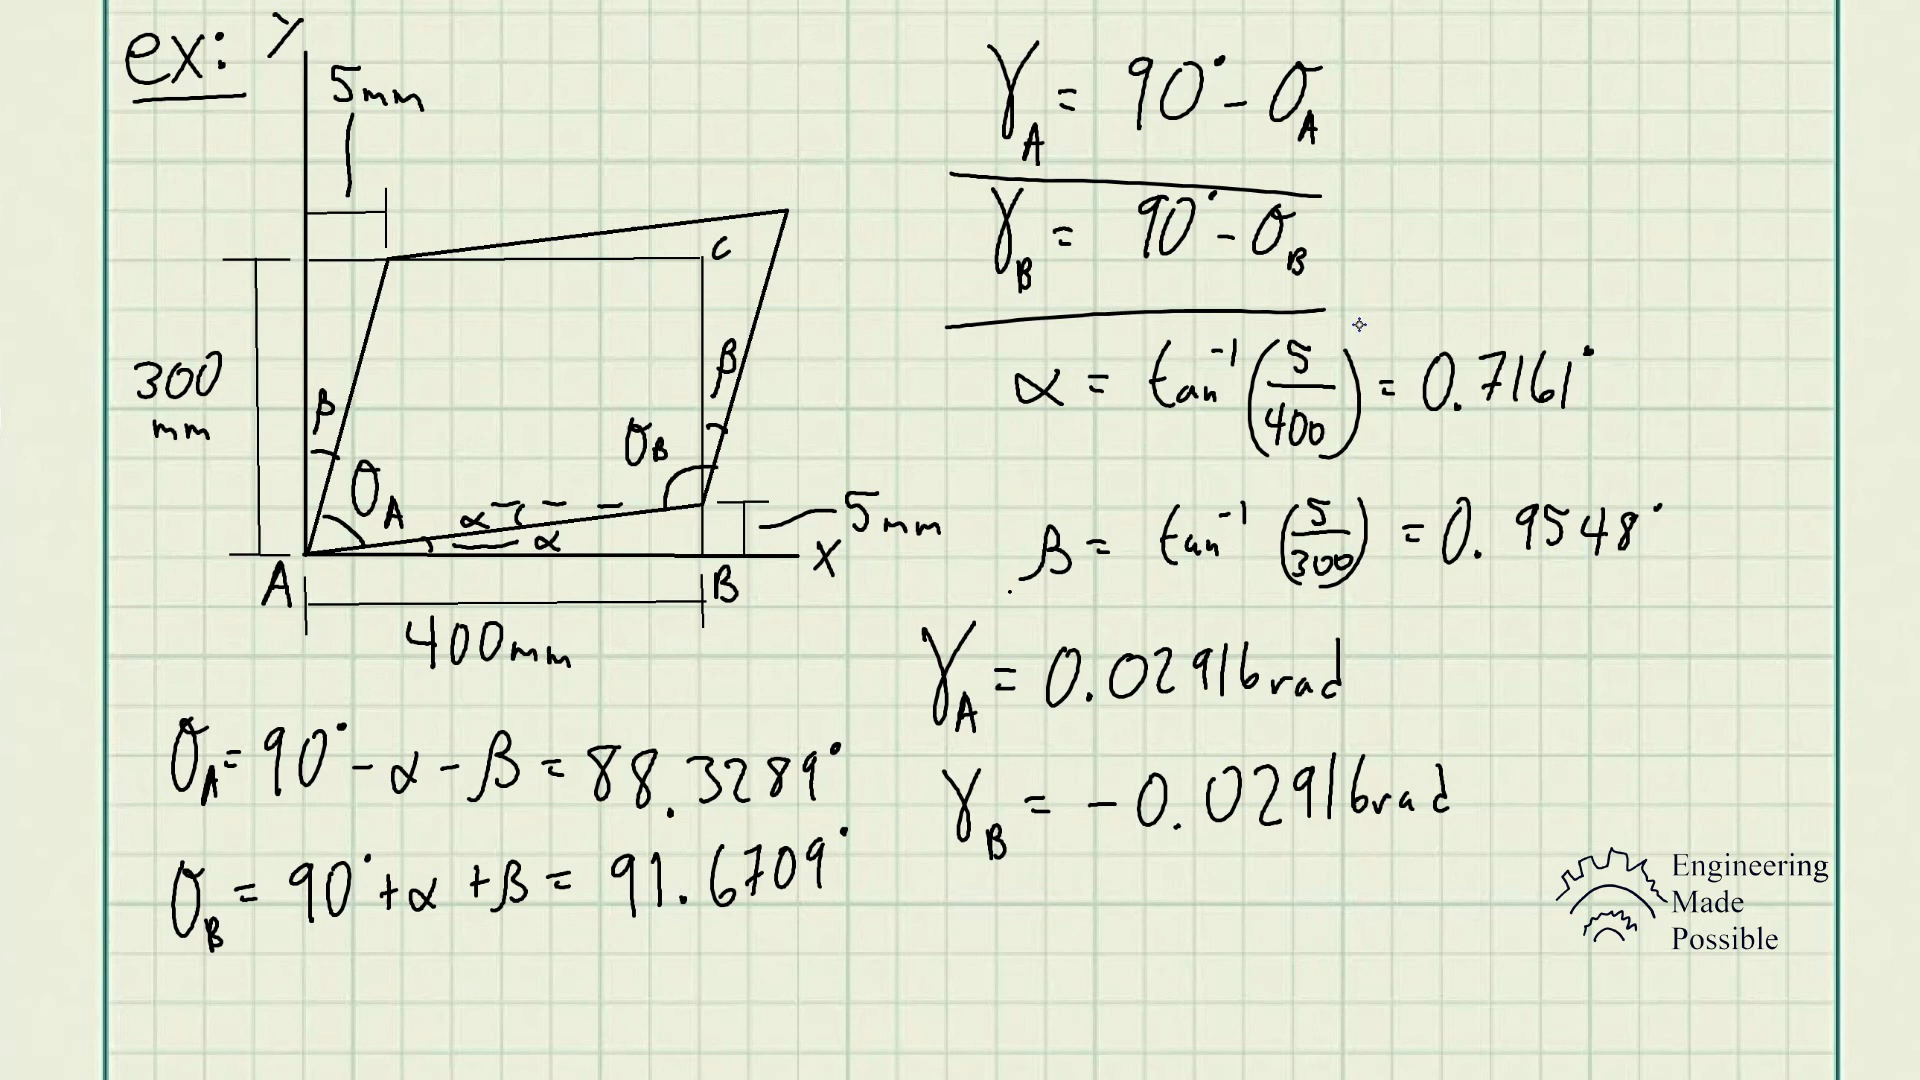 ex:
Y
5mm
C
β
β
300
mm
θB
θA
α
α
5mm
X
A
B
400mm
θA = 90° - α - β = 88.3289°
θB = 90° + α + β = 91.6709°
γA = 90° - θA
γB = 90° - θB
α = tan⁻¹(5/400) = 0.7161°
β = tan⁻¹(5/300) = 0.9548°
γA = 0.02916rad
γB = -0.02916rad
Engineering
Made
Possible